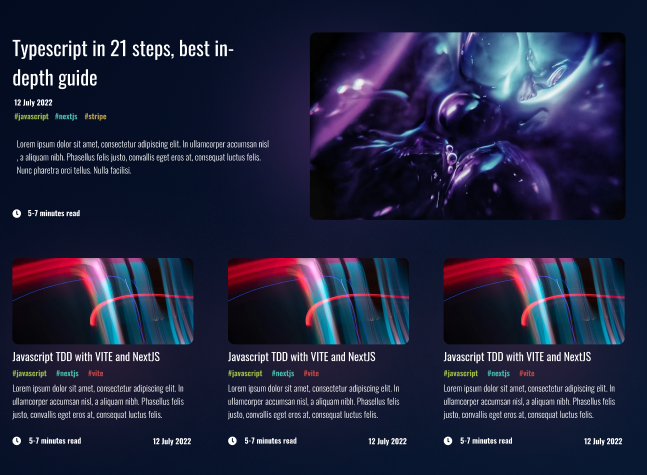 Typescript in 21 steps, best in-
depth guide
12 July 2022
#javascript #nextjs #stripe
Lorem ipsum dolor sit amet, consectetur adipiscing elit. In ullamcorper accumsan nisl
, a aliquam nibh. Phasellus felis justo, convallis eget eros at, consequat luctus felis.
Nunc pharetra orci tellus. Nulla facilisi.
5-7 minutes read
Javascript TDD with VITE and NextJS
#javascript #nextjs #vite
Lorem ipsum dolor sit amet, consectetur adipiscing elit. In
ullamcorper accumsan nisl, a aliquam nibh. Phasellus felis
justo, convallis eget eros at, consequat luctus felis.
5-7 minutes read 12 July 2022
Javascript TDD with VITE and NextJS
#javascript #nextjs #vite
Lorem ipsum dolor sit amet, consectetur adipiscing elit. In
ullamcorper accumsan nisl, a aliquam nibh. Phasellus felis
justo, convallis eget eros at, consequat luctus felis.
5-7 minutes read 12 July 2022
Javascript TDD with VITE and NextJS
#javascript #nextjs #vite
Lorem ipsum dolor sit amet, consectetur adipiscing elit. In
ullamcorper accumsan nisl, a aliquam nibh. Phasellus felis
justo, convallis eget eros at, consequat luctus felis.
5-7 minutes read 12 July 2022